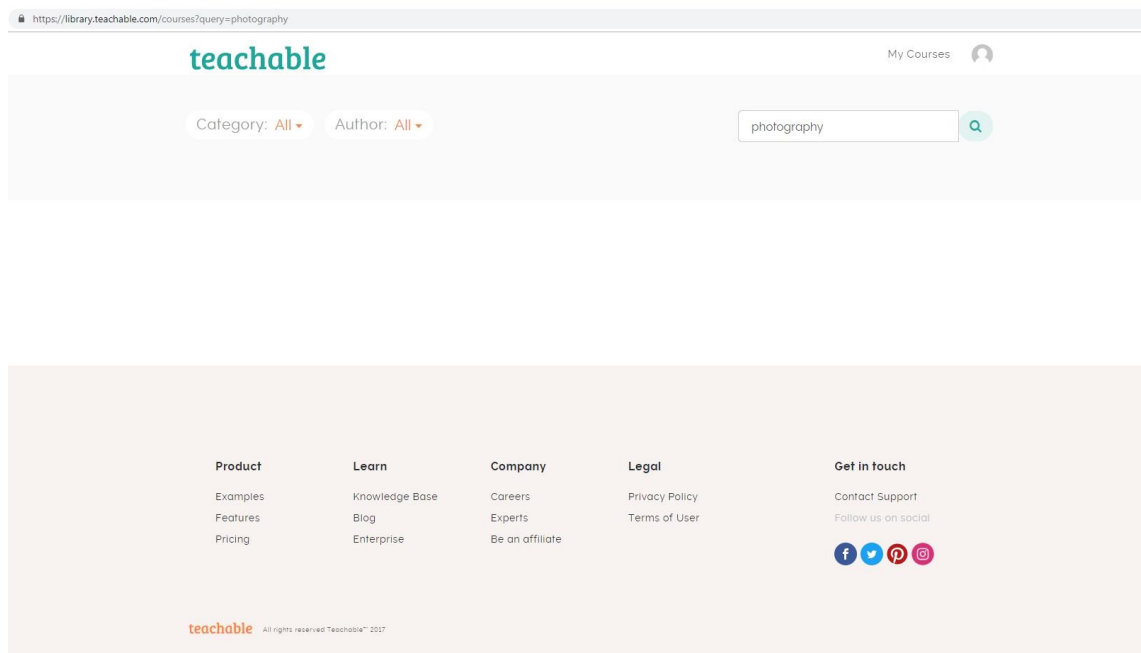 https://library.teachable.com/courses?query=photography
teachable
My Courses
Category: All
Author: All
photography
Product
Examples
Features
Pricing
Learn
Knowledge Base
Blog
Enterprise
Company
Careers
Experts
Be an affiliate
Legal
Privacy Policy
Terms of User
Get in touch
Contact Support
Follow us on social
teachable All rights reserved Teachable™ 2017